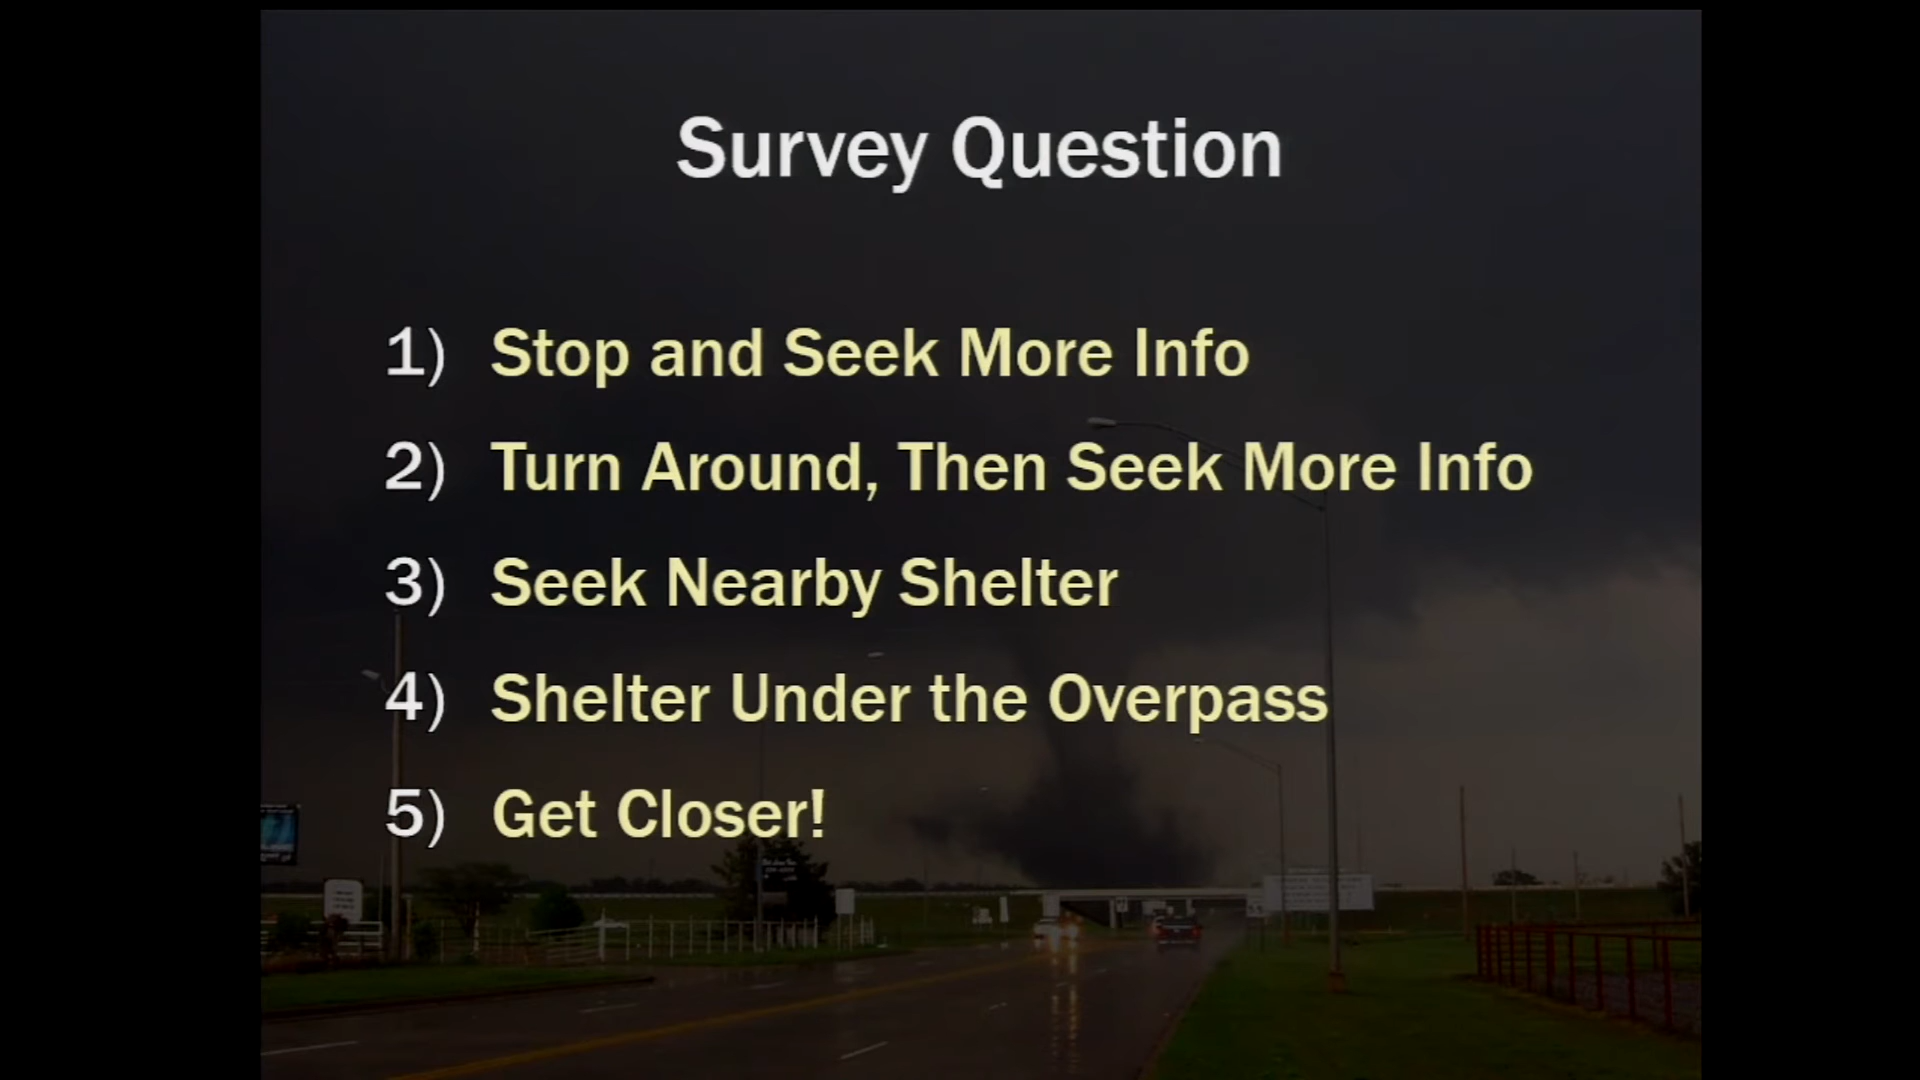 Survey Question
1) Stop and Seek More Info
2) Turn Around, Then Seek More Info
3) Seek Nearby Shelter
4) Shelter Under the Overpass
5) Get Closer!